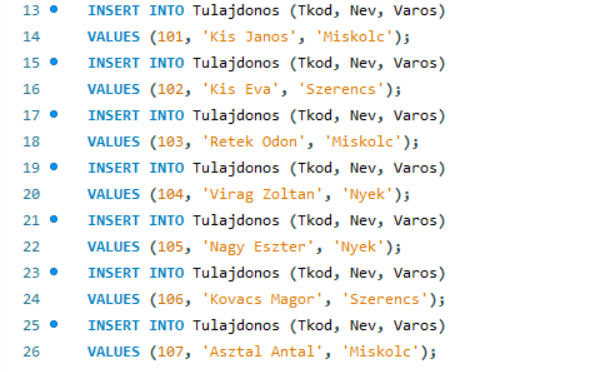 13 INSERT INTO Tulajdonos (Tkod, Nev, Varos)
14 VALUES (101, 'Kis Janos', 'Miskolc');
15 INSERT INTO Tulajdonos (Tkod, Nev, Varos)
16 VALUES (102, 'Kis Eva', 'Szerencs');
17 INSERT INTO Tulajdonos (Tkod, Nev, Varos)
18 VALUES (103, 'Retek Odon', 'Miskolc');
19 INSERT INTO Tulajdonos (Tkod, Nev, Varos)
20 VALUES (104, 'Virag Zoltan', 'Nyek');
21 INSERT INTO Tulajdonos (Tkod, Nev, Varos)
22 VALUES (105, 'Nagy Eszter', 'Nyek');
23 INSERT INTO Tulajdonos (Tkod, Nev, Varos)
24 VALUES (106, 'Kovacs Magor', 'Szerencs');
25 INSERT INTO Tulajdonos (Tkod, Nev, Varos)
26 VALUES (107, 'Asztal Antal', 'Miskolc');